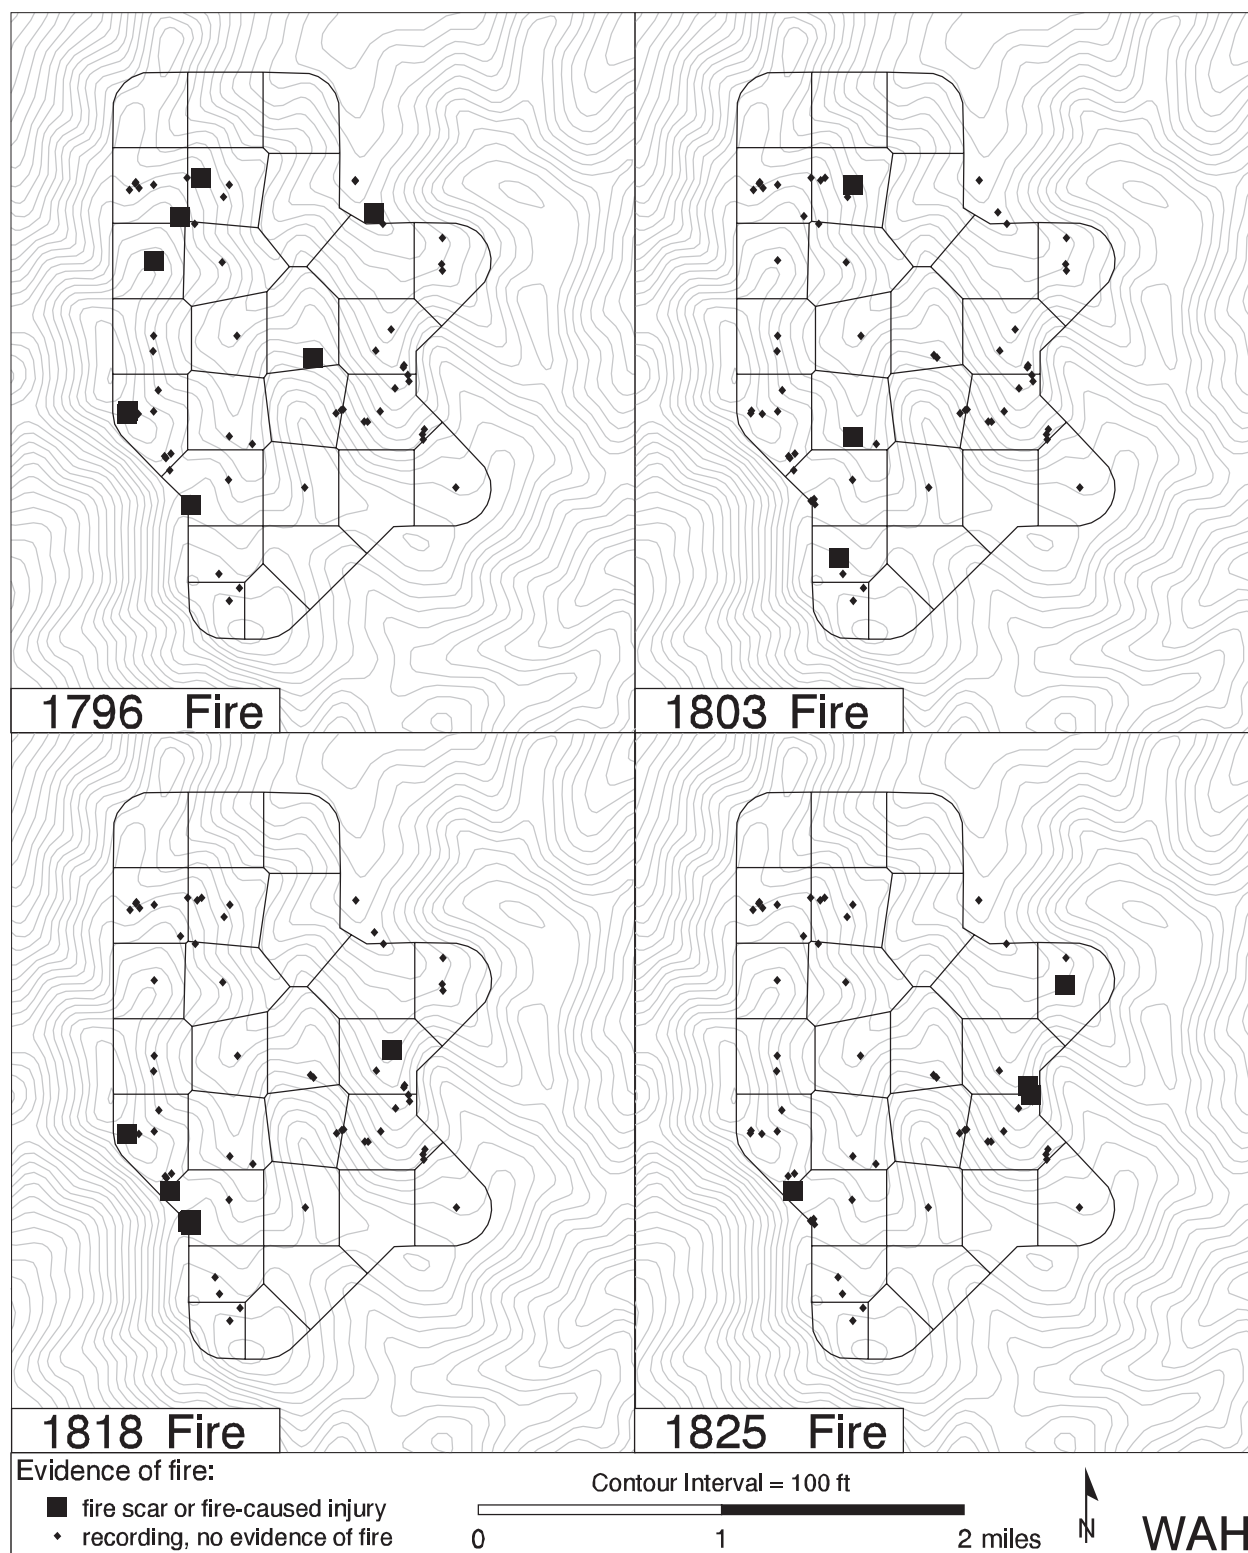 1796 Fire
1803 Fire
1818 Fire
1825 Fire
Evidence of fire:
fire scar or fire-caused injury
recording, no evidence of fire
Contour Interval = 100 ft
0 1 2 miles
N
WAH